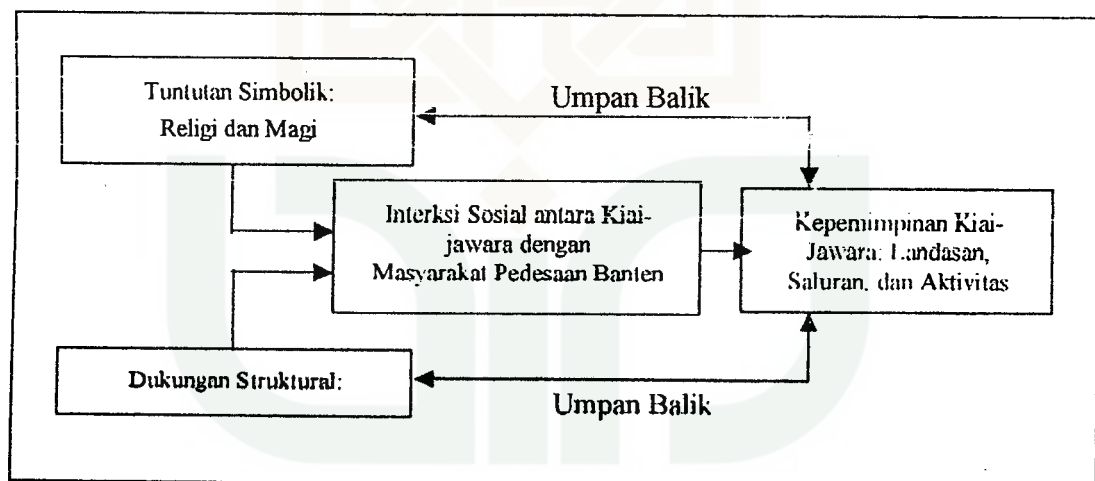 Tuntutan Simbolik:
Religi dan Magi
Umpan Balik
Interksi Sosial antara Kiai-
jawara dengan
Masyarakat Pedesaan Banten
Kepemimpinan Kiai-
Jawara: Landasan,
Saluran, dan Aktivitas
Dukungan Struktural:
Umpan Balik